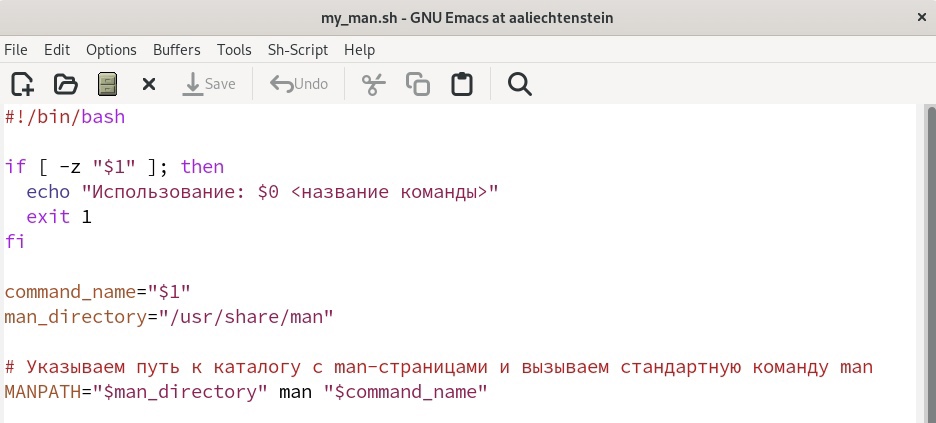 my_man.sh - GNU Emacs at aaliechtenstein
File Edit Options Buffers Tools Sh-Script Help
Save Undo
#!/bin/bash
if [ -z "$1" ]; then
  echo "Использование: $0 <название команды>"
  exit 1
fi
command_name="$1"
man_directory="/usr/share/man"
# Указываем путь к каталогу с man-страницами и вызываем стандартную команду man
MANPATH="$man_directory" man "$command_name"